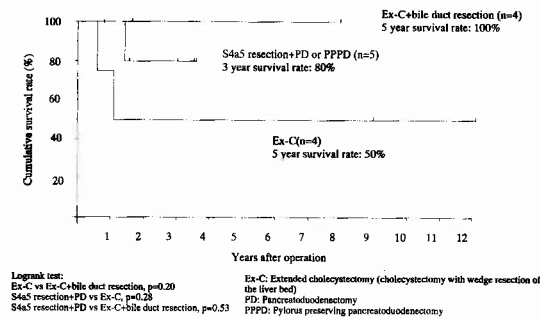 Ex-C+bile duct resection (n=4)
5 year survival rate: 100%
S4a5 resection+PD or PPPD (n=5)
3 year survival rate: 80%
Ex-C(n=4)
5 year survival rate: 50%
Cumulative survival rate (%)
100
80
60
40
20
1 2 3 4 5 6 7 8 9 10 11 12
Years after operation
Logrank test:
Ex-C vs Ex-C+bile duct resection, p=0.20
S4a5 resection+PD vs Ex-C, p=0.28
S4a5 resection+PD vs Ex-C+bile duct resection, p=0.53
Ex-C: Extended cholecystectomy (cholecystectomy with wedge resection of
the liver bed)
PD: Pancreatoduodenectomy
PPPD: Pylorus preserving pancreatoduodenectomy